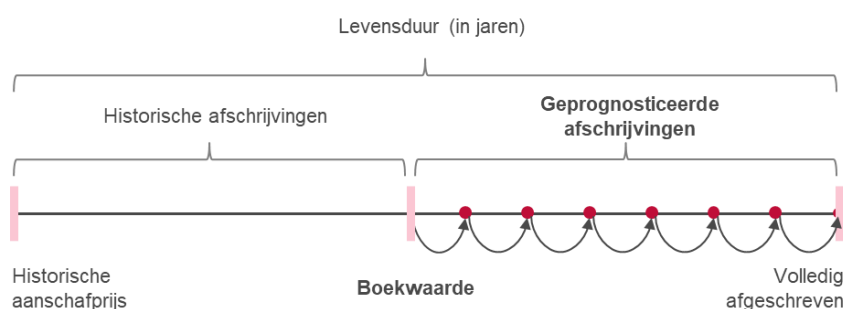 Levensduur (in jaren)
Historische afschrijvingen
Geprognosticeerde
afschrijvingen
Historische
aanschafprijs
Boekwaarde
Volledig
afgeschreven